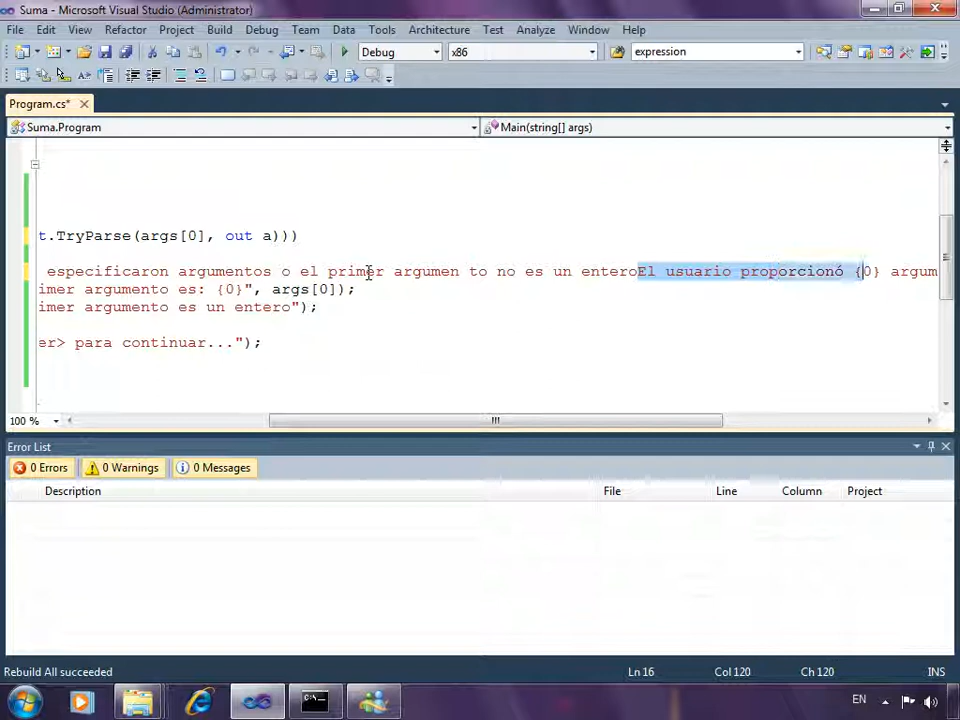 Suma - Microsoft Visual Studio (Administrator)
File Edit View Refactor Project Build Debug Team Data Tools Architecture Test Analyze Window Help
Debug x86 expression
Program.cs*
Suma.Program Main(string[] args)
t.TryParse(args[0], out a)))
especificaron argumentos o el primer argumen to no es un enteroEl usuario proporcionó {0} argum
imer argumento es: {0}", args[0]);
imer argumento es un entero");
er> para continuar...");
100 %
Error List
0 Errors 0 Warnings 0 Messages
Description File Line Column Project
Rebuild All succeeded Ln 16 Col 120 Ch 120 INS
EN